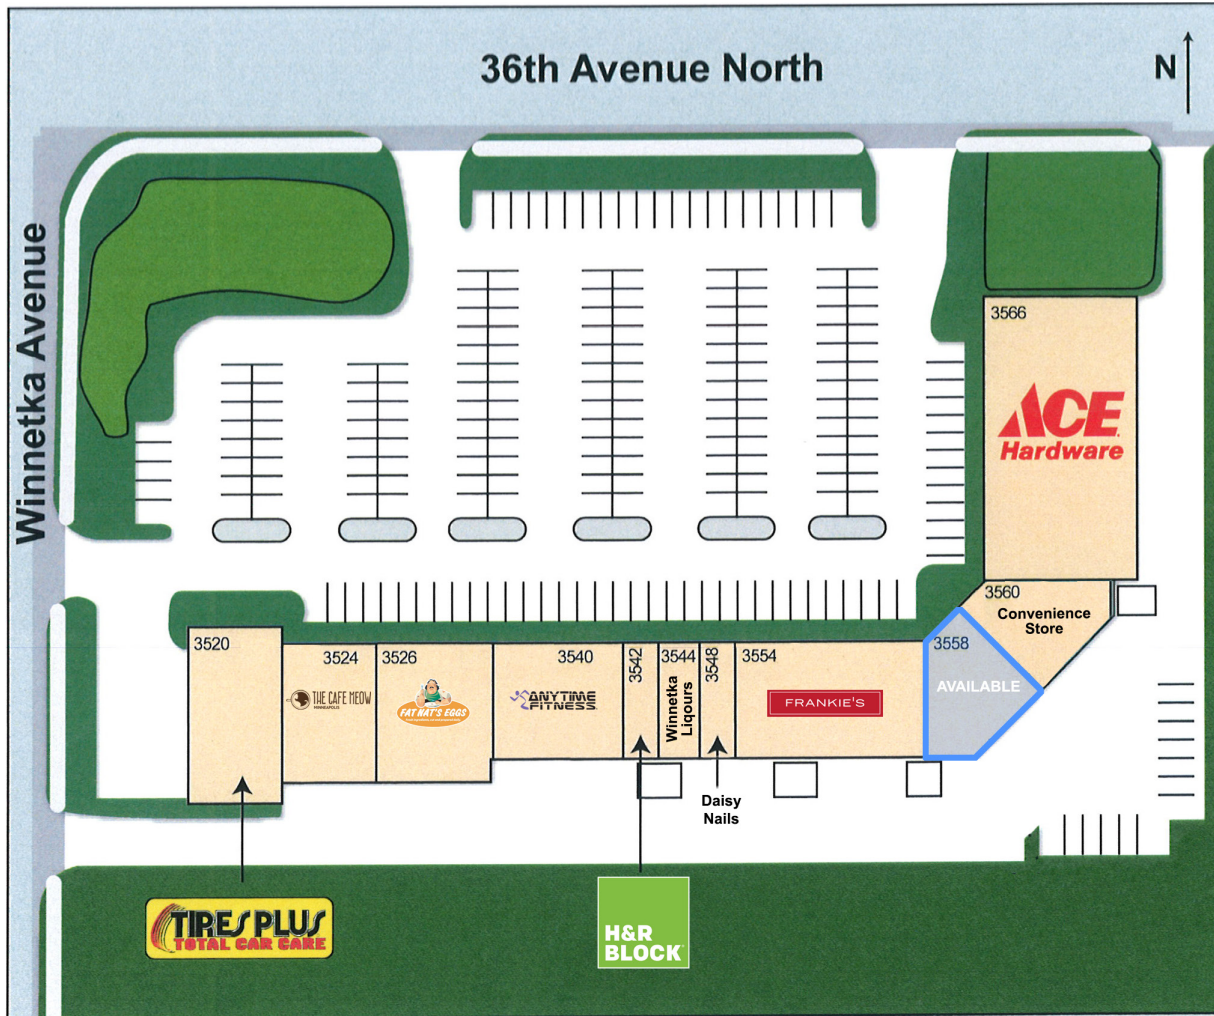 36th Avenue North
N
Winnetka Avenue
3566
ACE
Hardware
3560
Convenience
Store
3520
3524
THE CAFE MEOW
MINNEAPOLIS
3526
FAT NAT'S EGGS
3540
ANYTIME
FITNESS
3542
3544
Winnetka
Liqours
3548
3554
FRANKIE'S
3558
AVAILABLE
Daisy
Nails
TIRES PLUS
TOTAL CAR CARE
H&R
BLOCK